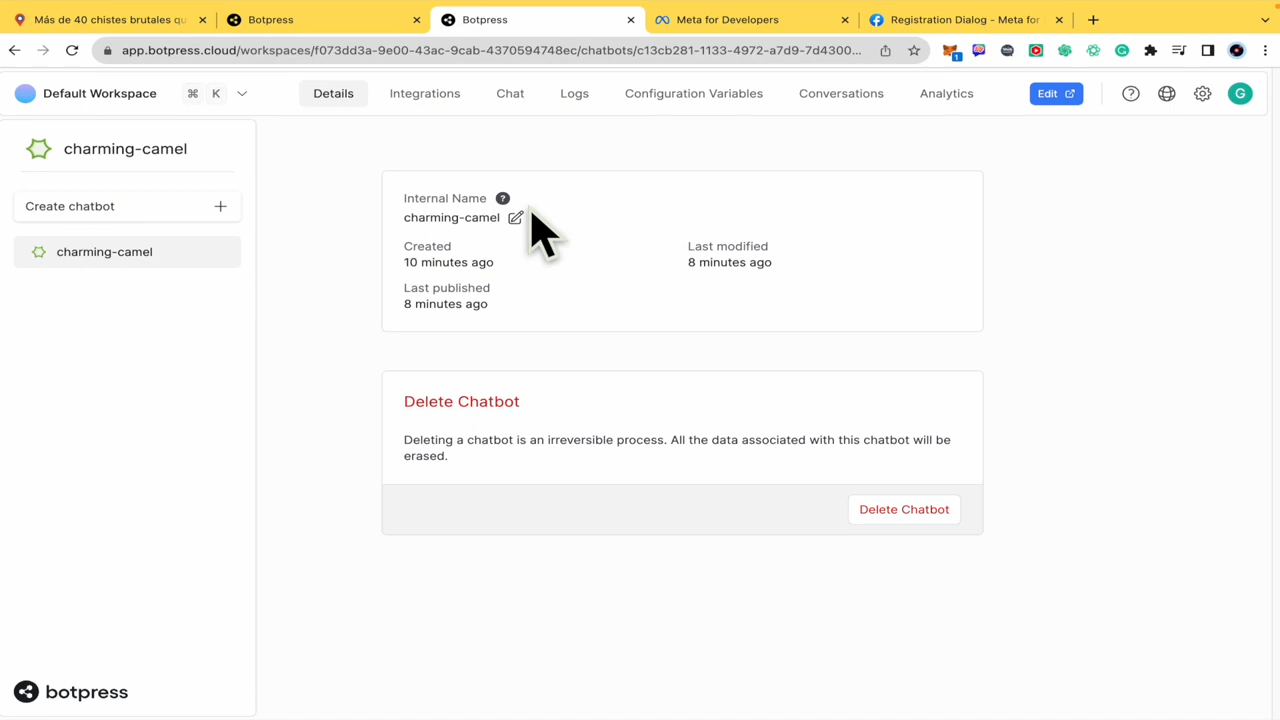 Más de 40 chistes brutales qu
Botpress
Botpress
Meta for Developers
Registration Dialog - Meta for
app.botpress.cloud/workspaces/f073dd3a-9e00-43ac-9cab-4370594748ec/chatbots/c13cb281-1133-4972-a7d9-7d4300...
1
Default Workspace
⌘ K
Details
Integrations
Chat
Logs
Configuration Variables
Conversations
Analytics
Edit
G
charming-camel
Create chatbot
charming-camel
Internal Name ?
charming-camel
Created
10 minutes ago
Last modified
8 minutes ago
Last published
8 minutes ago
Delete Chatbot
Deleting a chatbot is an irreversible process. All the data associated with this chatbot will be
erased.
Delete Chatbot
botpress